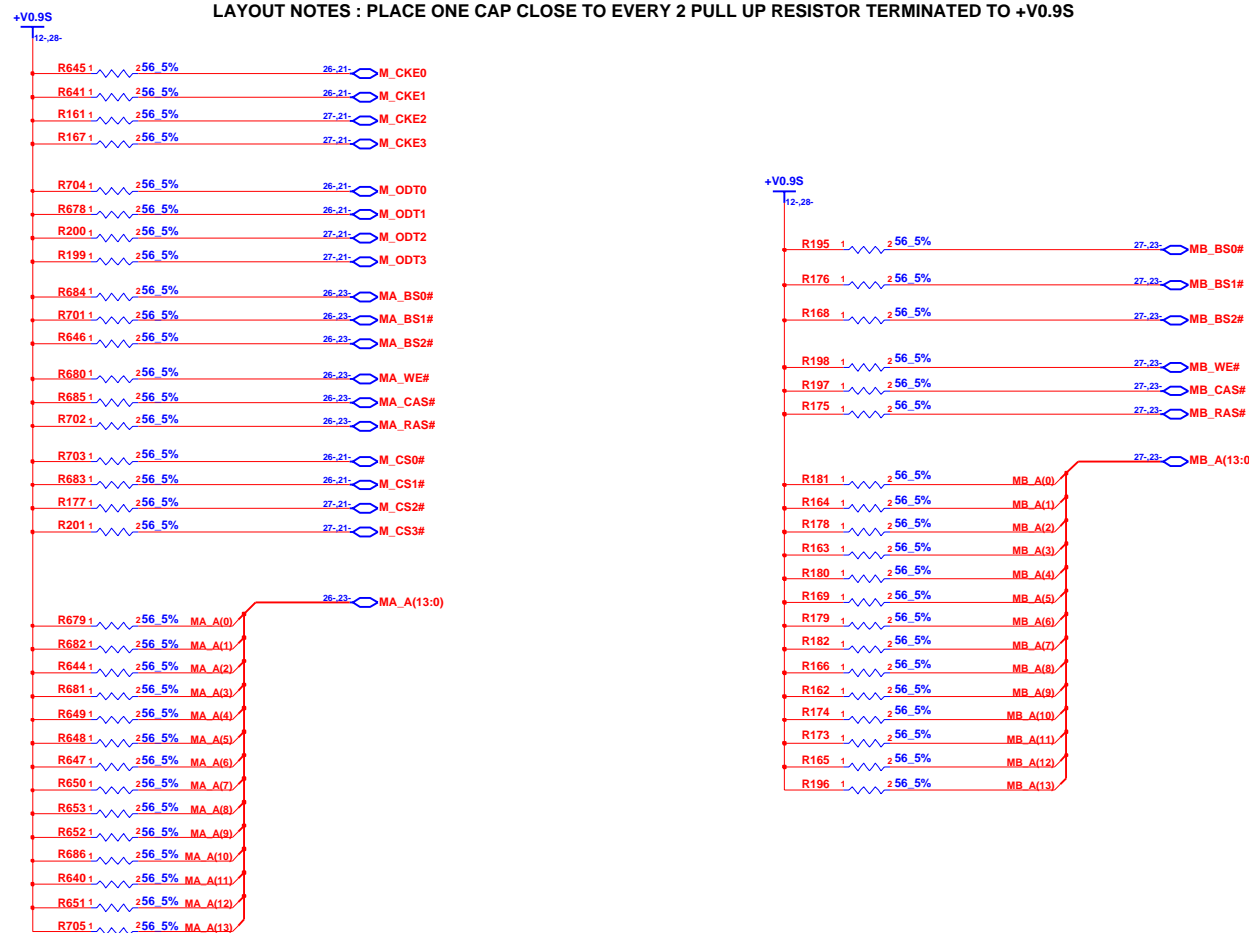 LAYOUT NOTES : PLACE ONE CAP CLOSE TO EVERY 2 PULL UP RESISTOR TERMINATED TO +V0.9S
+V0.9S
12-,28-
R645 1 2 56_5% 26-,21- M_CKE0
R641 1 2 56_5% 26-,21- M_CKE1
R161 1 2 56_5% 27-,21- M_CKE2
R167 1 2 56_5% 27-,21- M_CKE3
R704 1 2 56_5% 26-,21- M_ODT0
R678 1 2 56_5% 26-,21- M_ODT1
R200 1 2 56_5% 27-,21- M_ODT2
R199 1 2 56_5% 27-,21- M_ODT3
R684 1 2 56_5% 26-,23- MA_BS0#
R701 1 2 56_5% 26-,23- MA_BS1#
R646 1 2 56_5% 26-,23- MA_BS2#
R680 1 2 56_5% 26-,23- MA_WE#
R685 1 2 56_5% 26-,23- MA_CAS#
R702 1 2 56_5% 26-,23- MA_RAS#
R703 1 2 56_5% 26-,21- M_CS0#
R683 1 2 56_5% 26-,21- M_CS1#
R177 1 2 56_5% 27-,21- M_CS2#
R201 1 2 56_5% 27-,21- M_CS3#
26-,23- MA_A(13:0)
R679 1 2 56_5% MA_A(0)
R682 1 2 56_5% MA_A(1)
R644 1 2 56_5% MA_A(2)
R681 1 2 56_5% MA_A(3)
R649 1 2 56_5% MA_A(4)
R648 1 2 56_5% MA_A(5)
R647 1 2 56_5% MA_A(6)
R650 1 2 56_5% MA_A(7)
R653 1 2 56_5% MA_A(8)
R652 1 2 56_5% MA_A(9)
R686 1 2 56_5% MA_A(10)
R640 1 2 56_5% MA_A(11)
R651 1 2 56_5% MA_A(12)
R705 1 2 56_5% MA_A(13)
+V0.9S
12-,28-
R195 1 2 56_5% 27-,23- MB_BS0#
R176 1 2 56_5% 27-,23- MB_BS1#
R168 1 2 56_5% 27-,23- MB_BS2#
R198 1 2 56_5% 27-,23- MB_WE#
R197 1 2 56_5% 27-,23- MB_CAS#
R175 1 2 56_5% 27-,23- MB_RAS#
27-,23- MB_A(13:0
R181 1 2 56_5% MB_A(0)
R164 1 2 56_5% MB_A(1)
R178 1 2 56_5% MB_A(2)
R163 1 2 56_5% MB_A(3)
R180 1 2 56_5% MB_A(4)
R169 1 2 56_5% MB_A(5)
R179 1 2 56_5% MB_A(6)
R182 1 2 56_5% MB_A(7)
R166 1 2 56_5% MB_A(8)
R162 1 2 56_5% MB_A(9)
R174 1 2 56_5% MB_A(10)
R173 1 2 56_5% MB_A(11)
R165 1 2 56_5% MB_A(12)
R196 1 2 56_5% MB_A(13)